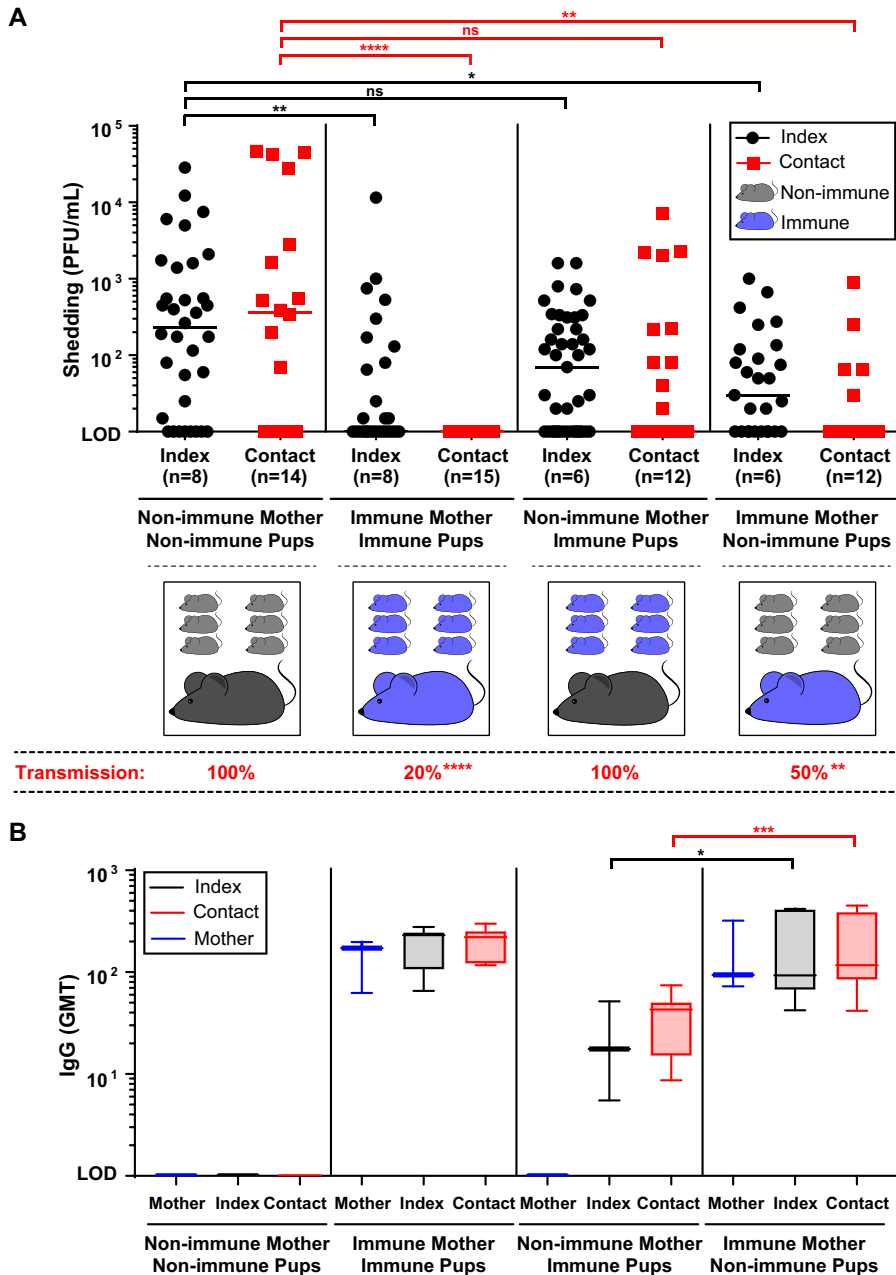 A
**
ns
****
*
ns
**
Shedding (PFU/mL)
10^5
10^4
10^3
10^2
LOD
Index
Contact
Non-immune
Immune
Index Contact Index Contact Index Contact Index Contact
(n=8) (n=14) (n=8) (n=15) (n=6) (n=12) (n=6) (n=12)
Non-immune Mother Immune Mother Non-immune Mother Immune Mother
Non-immune Pups Immune Pups Immune Pups Non-immune Pups
Transmission: 100% 20%**** 100% 50%**
B
***
*
IgG (GMT)
10^3
10^2
10^1
LOD
Index
Contact
Mother
Mother Index Contact Mother Index Contact Mother Index Contact Mother Index Contact
Non-immune Mother Immune Mother Non-immune Mother Immune Mother
Non-immune Pups Immune Pups Immune Pups Non-immune Pups